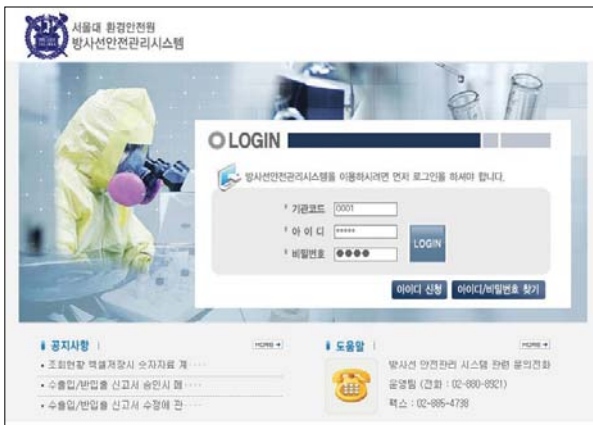 서울대 환경안전원
방사선안전관리시스템
LOGIN
방사선안전관리시스템를 이용하시려면 먼저 로그인을 하셔야 합니다.
기관코드 0001
아 이 디 *****
비밀번호 ●●●●
LOGIN
아이디 신청 아이디/비밀번호 찾기
공지사항 MORE
조회현황 엑셀저장시 숫자자료 계····
수출입/반입출 신고서 승인시 메····
수출입/반입출 신고서 수정에 관····
도움말 MORE
방사선 안전관리 시스템 관련 문의전화
운영팀 (전화 : 02-880-8921)
팩스 : 02-885-4738